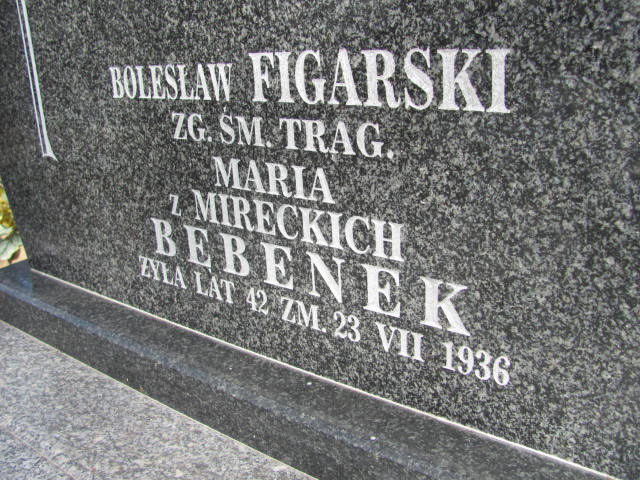 BOLESŁAW FIGARSKI
ZG. ŚM. TRAG.
MARIA
z MIRECKICH
BEBENEK
ŻYŁA LAT 42 ZM. 23 VII 1936